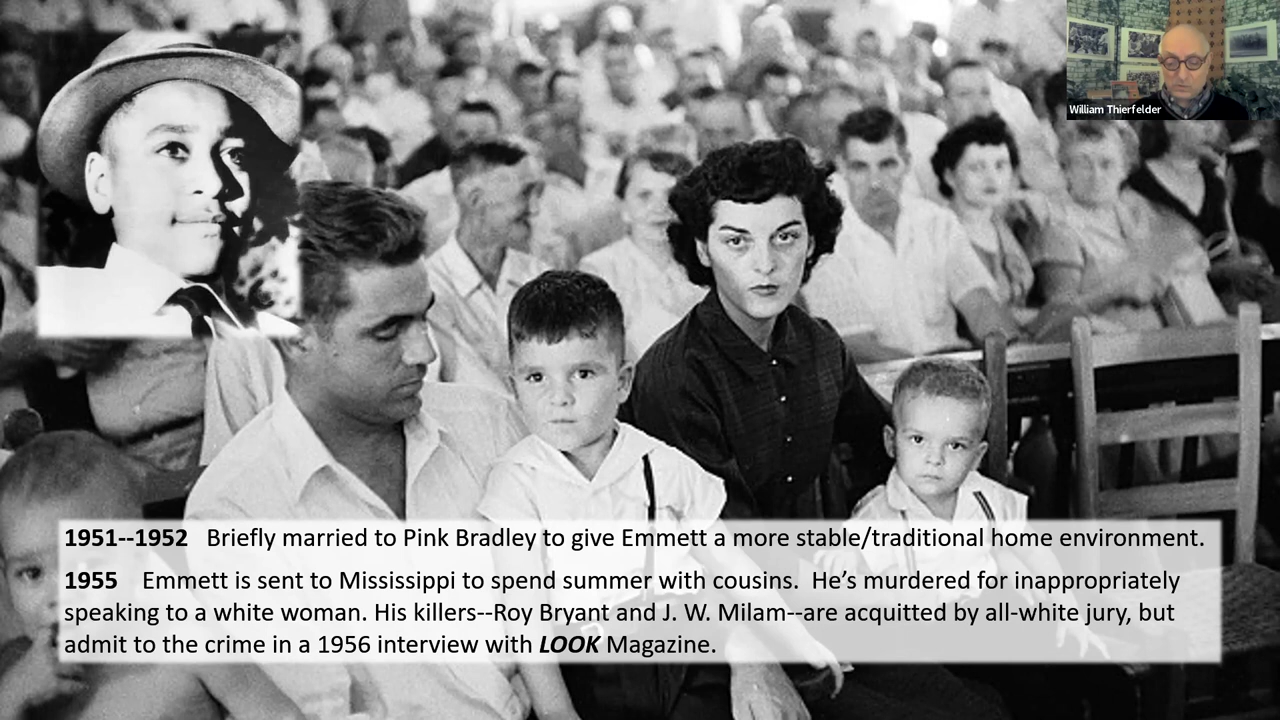 William Thierfelder
1951--1952 Briefly married to Pink Bradley to give Emmett a more stable/traditional home environment.
1955 Emmett is sent to Mississippi to spend summer with cousins. He’s murdered for inappropriately
speaking to a white woman. His killers--Roy Bryant and J. W. Milam--are acquitted by all-white jury, but
admit to the crime in a 1956 interview with LOOK Magazine.